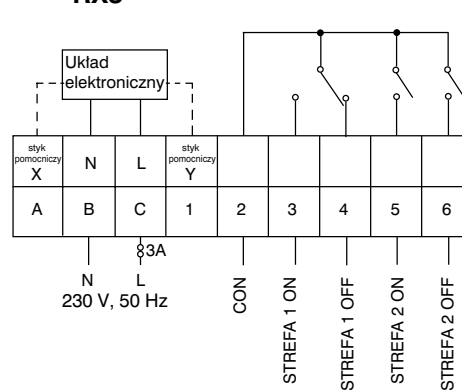 Układ
elektroniczny
styk
pomocniczy
X
N
L
styk
pomocniczy
Y
A
B
C
1
2
3
4
5
6
3A
N
L
230 V, 50 Hz
CON
STREFA 1 ON
STREFA 1 OFF
STREFA 2 ON
STREFA 2 OFF